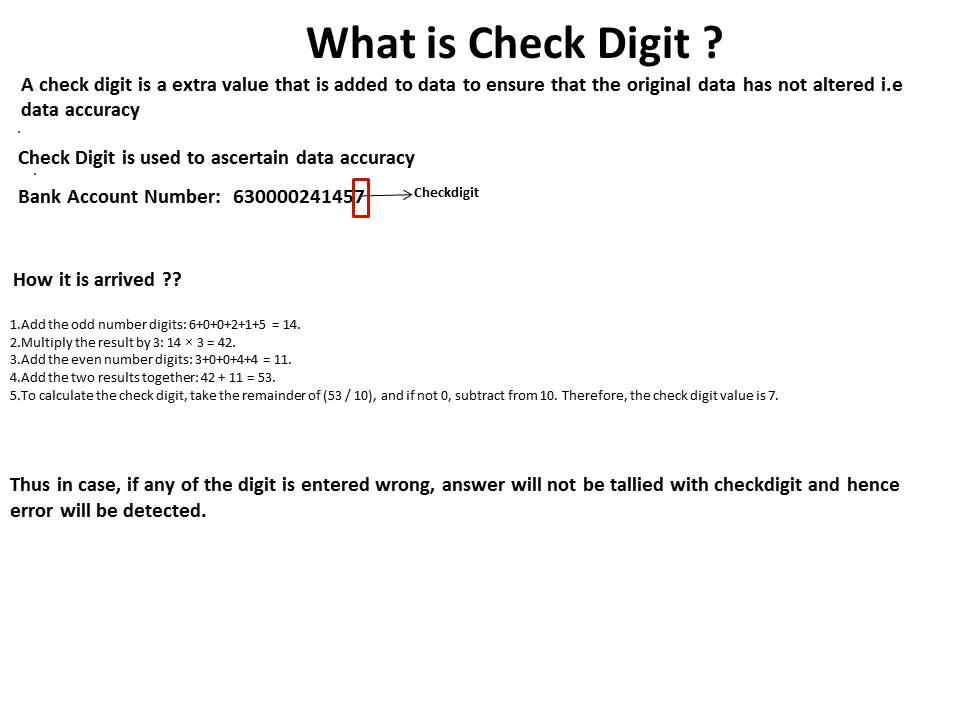 What is Check Digit ?
A check digit is a extra value that is added to data to ensure that the original data has not altered i.e
data accuracy
.
Check Digit is used to ascertain data accuracy
.
Bank Account Number: 630000241457 Checkdigit
How it is arrived ??
1.Add the odd number digits: 6+0+0+2+1+5 = 14.
2.Multiply the result by 3: 14 × 3 = 42.
3.Add the even number digits: 3+0+0+4+4 = 11.
4.Add the two results together: 42 + 11 = 53.
5.To calculate the check digit, take the remainder of (53 / 10), and if not 0, subtract from 10. Therefore, the check digit value is 7.
Thus in case, if any of the digit is entered wrong, answer will not be tallied with checkdigit and hence
error will be detected.